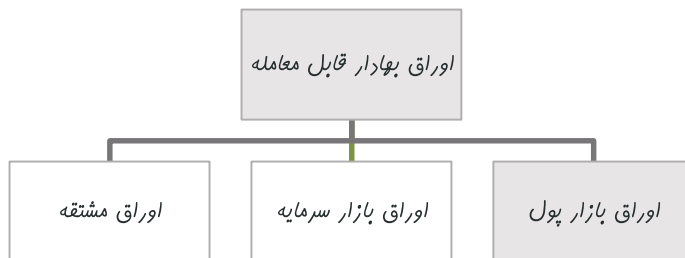 اوراق بهادار قابل معامله
اوراق بازار پول
اوراق بازار سرمایه
اوراق مشتقه